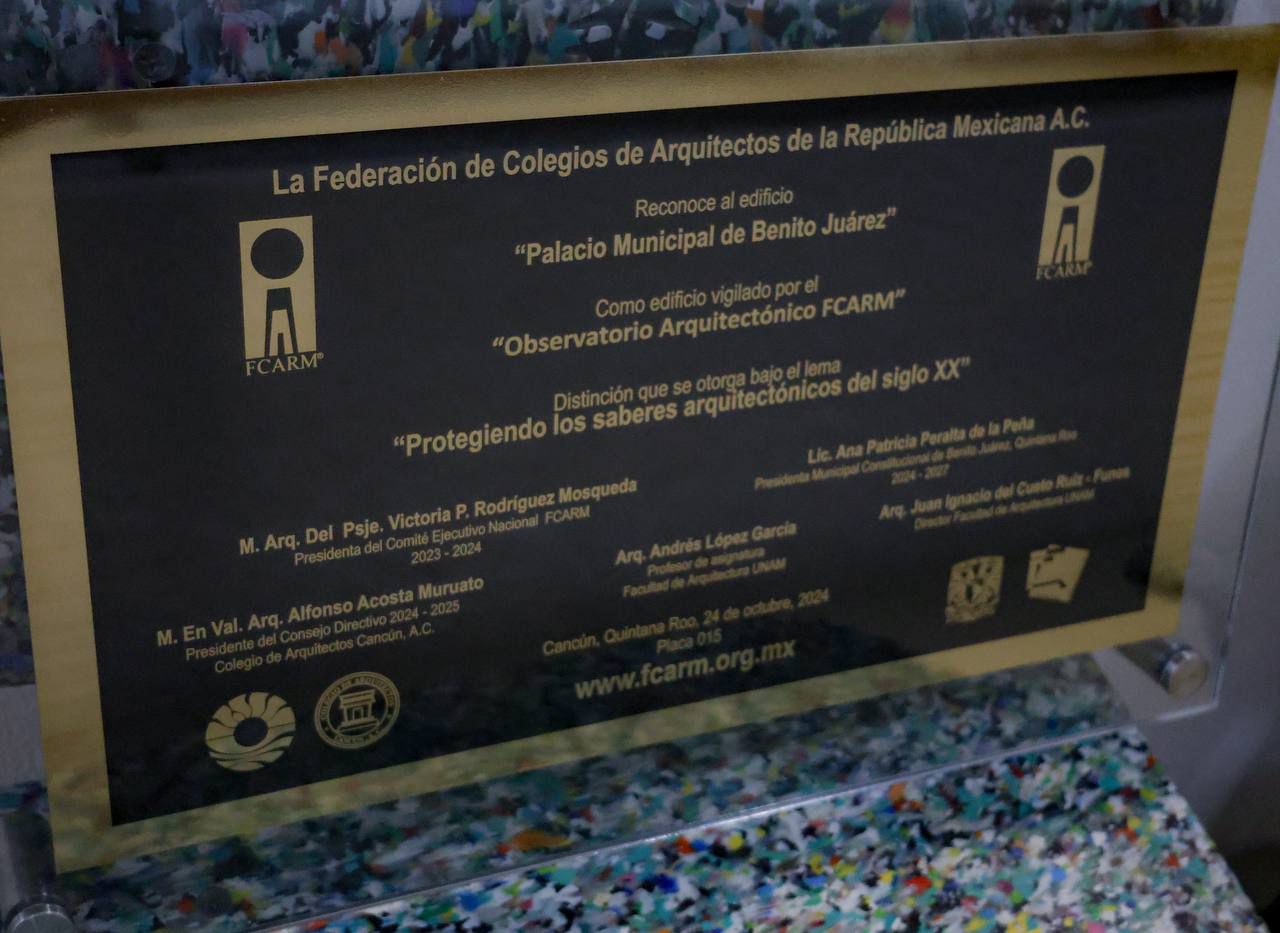 La Federación de Colegios de Arquitectos de la República Mexicana A.C.
Reconoce al edificio
“Palacio Municipal de Benito Juárez”
Como edificio vigilado por el
“Observatorio Arquitectónico FCARM”
Distinción que se otorga bajo el lema
“Protegiendo los saberes arquitectónicos del siglo XX”
FCARM®
FCARM®
Lic. Ana Patricia Peralta de la Peña
Presidenta Municipal Constitucional de Benito Juárez, Quintana Roo
2024 - 2027
M. Arq. Del Psje. Victoria P. Rodríguez Mosqueda
Presidenta del Comité Ejecutivo Nacional FCARM
2023 - 2024
Arq. Juan Ignacio del Cueto Ruiz - Funes
Director Facultad de Arquitectura UNAM
Arq. Andrés López García
Profesor de asignatura
Facultad de Arquitectura UNAM
M. En Val. Arq. Alfonso Acosta Muruato
Presidente del Consejo Directivo 2024 - 2025
Colegio de Arquitectos Cancún, A.C.
Cancún, Quintana Roo, 24 de octubre, 2024
Placa 015
www.fcarm.org.mx
COLEGIO DE ARQUITECTOS